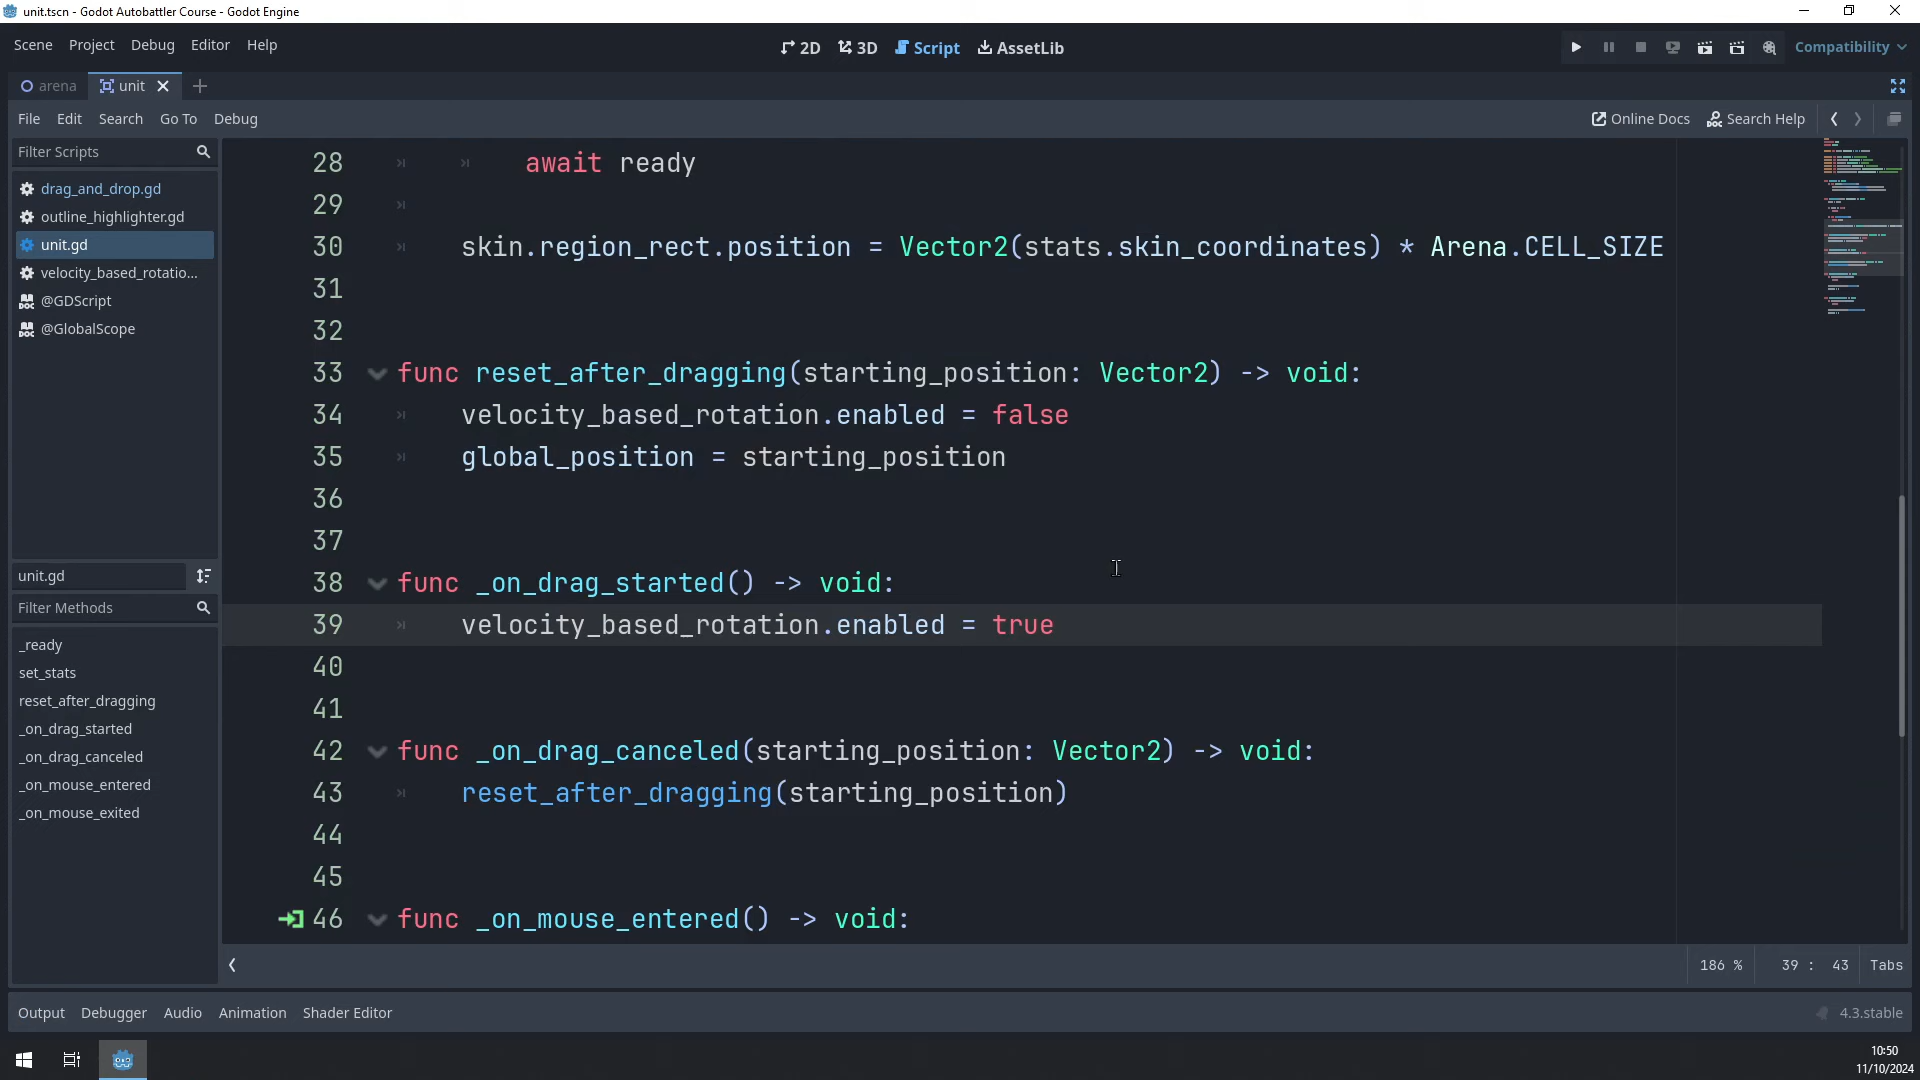 unit.tscn - Godot Autobattler Course - Godot Engine
Scene Project Debug Editor Help
2D 3D Script AssetLib
Compatibility
arena unit
File Edit Search Go To Debug
Online Docs Search Help
Filter Scripts
drag_and_drop.gd
outline_highlighter.gd
unit.gd
velocity_based_rotatio...
@GDScript
@GlobalScope
unit.gd
Filter Methods
_ready
set_stats
reset_after_dragging
_on_drag_started
_on_drag_canceled
_on_mouse_entered
_on_mouse_exited
28 await ready
29
30 skin.region_rect.position = Vector2(stats.skin_coordinates) * Arena.CELL_SIZE
31
32
33 func reset_after_dragging(starting_position: Vector2) -> void:
34 velocity_based_rotation.enabled = false
35 global_position = starting_position
36
37
38 func _on_drag_started() -> void:
39 velocity_based_rotation.enabled = true
40
41
42 func _on_drag_canceled(starting_position: Vector2) -> void:
43 reset_after_dragging(starting_position)
44
45
46 func _on_mouse_entered() -> void:
186 % 39 : 43 Tabs
Output Debugger Audio Animation Shader Editor
4.3.stable
10:50
11/10/2024